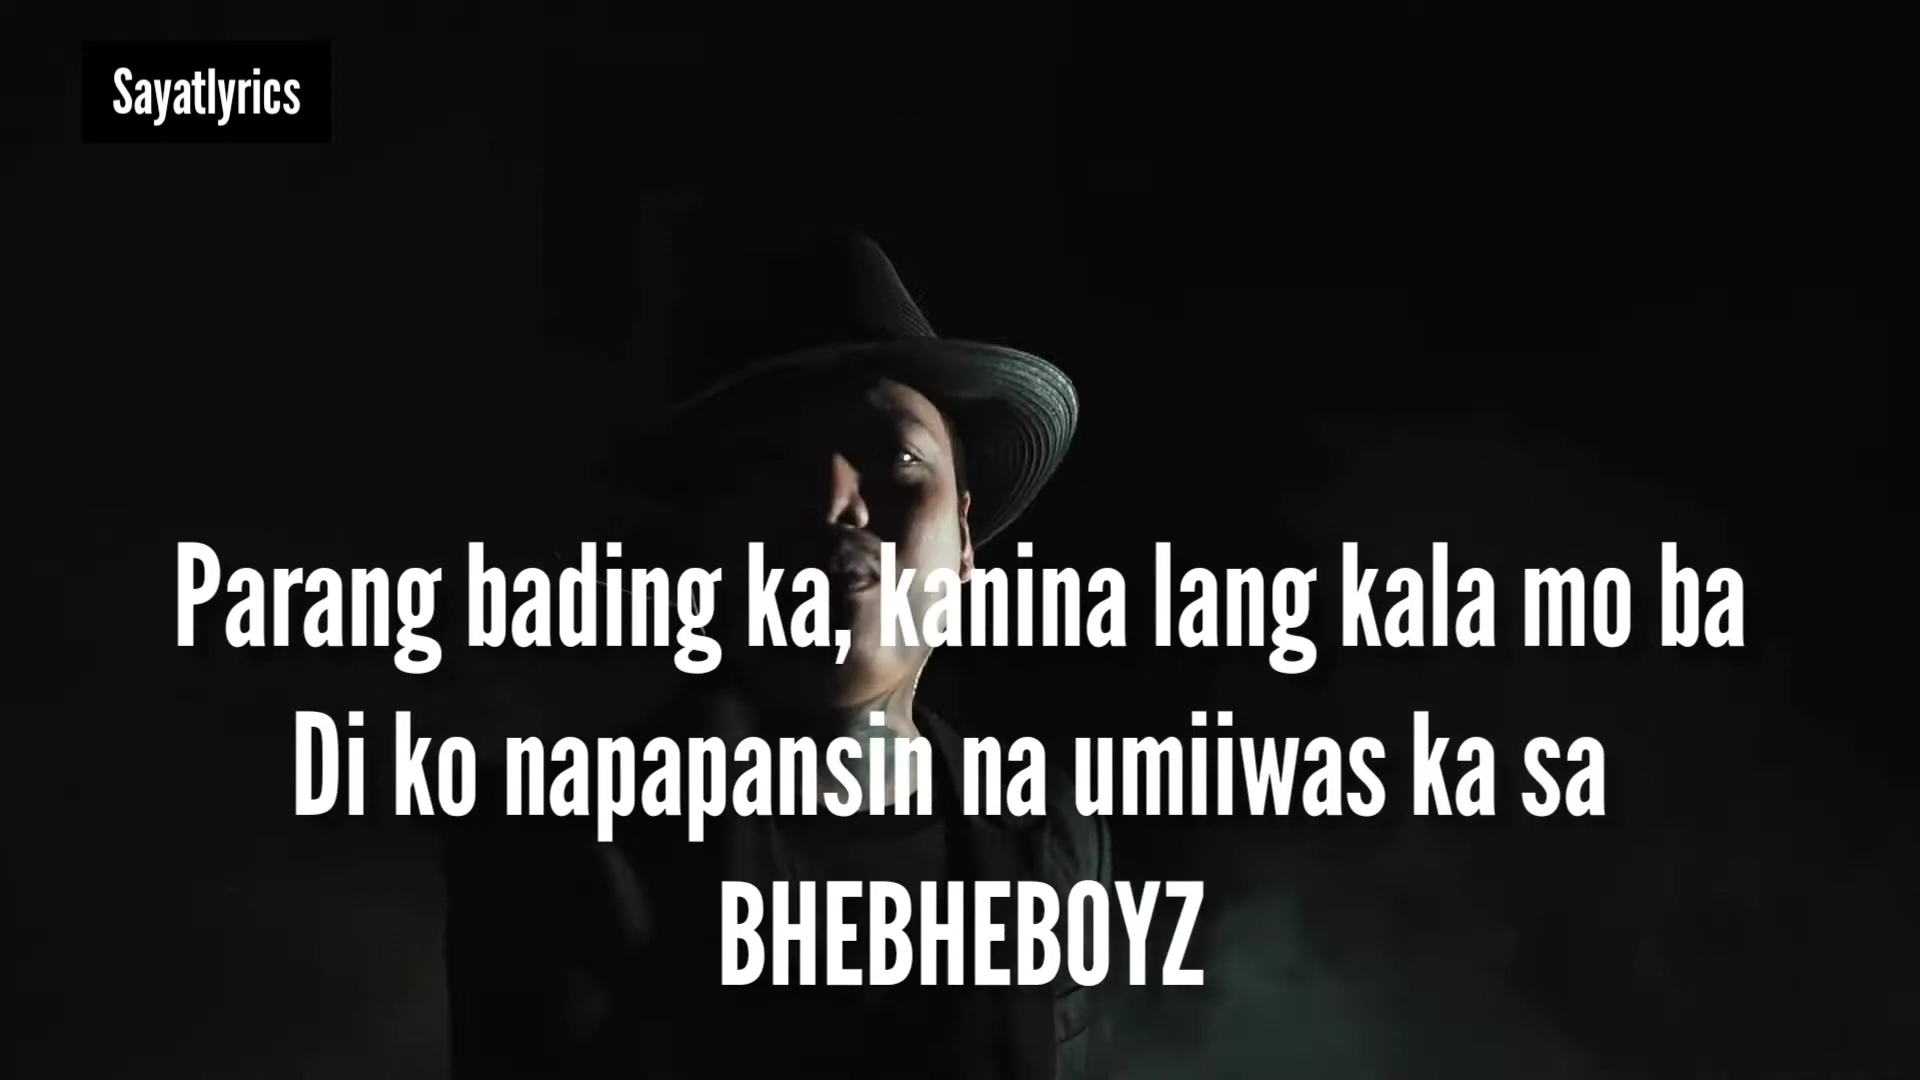 Sayatlyrics
Parang bading ka, kanina lang kala mo ba
Di ko napapansin na umiiwas ka sa
BHEBHEBOYZ